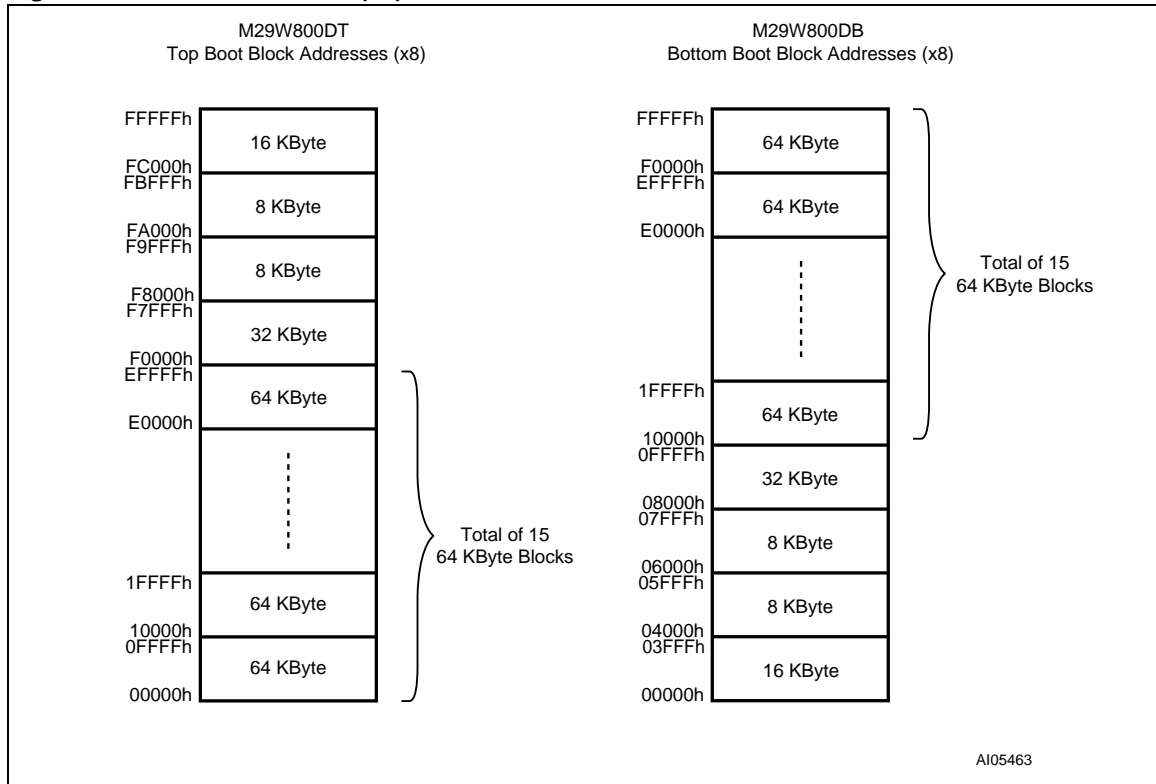 M29W800DT
Top Boot Block Addresses (x8)
FFFFFh
16 KByte
FC000h
FBFFFh
8 KByte
FA000h
F9FFFh
8 KByte
F8000h
F7FFFh
32 KByte
F0000h
EFFFFh
64 KByte
E0000h
Total of 15
64 KByte Blocks
1FFFFh
64 KByte
10000h
0FFFFh
64 KByte
00000h
M29W800DB
Bottom Boot Block Addresses (x8)
FFFFFh
64 KByte
F0000h
EFFFFh
64 KByte
E0000h
Total of 15
64 KByte Blocks
1FFFFh
64 KByte
10000h
0FFFFh
32 KByte
08000h
07FFFh
8 KByte
06000h
05FFFh
8 KByte
04000h
03FFFh
16 KByte
00000h
AI05463